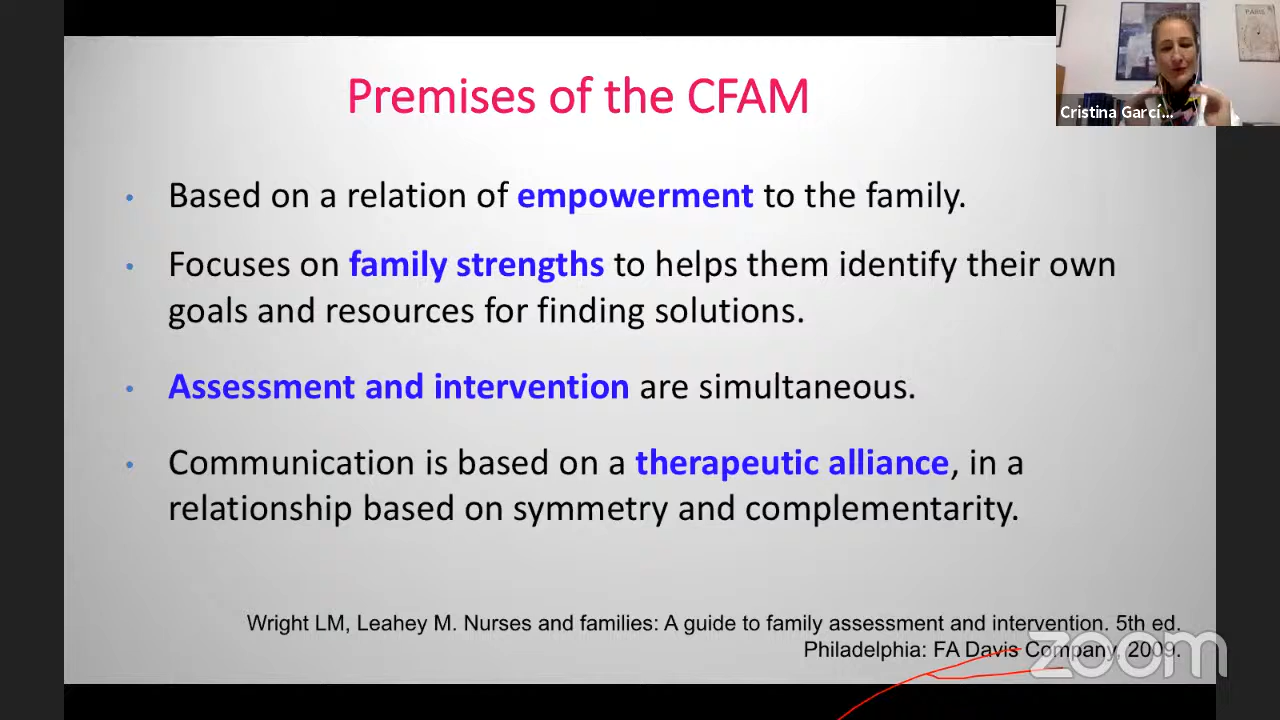 Premises of the CFAM
PARIS
Cristina Garcí...
• Based on a relation of empowerment to the family.
• Focuses on family strengths to helps them identify their own
goals and resources for finding solutions.
• Assessment and intervention are simultaneous.
• Communication is based on a therapeutic alliance, in a
relationship based on symmetry and complementarity.
Wright LM, Leahey M. Nurses and families: A guide to family assessment and intervention. 5th ed.
Philadelphia: FA Davis Company, 2009.
zoom